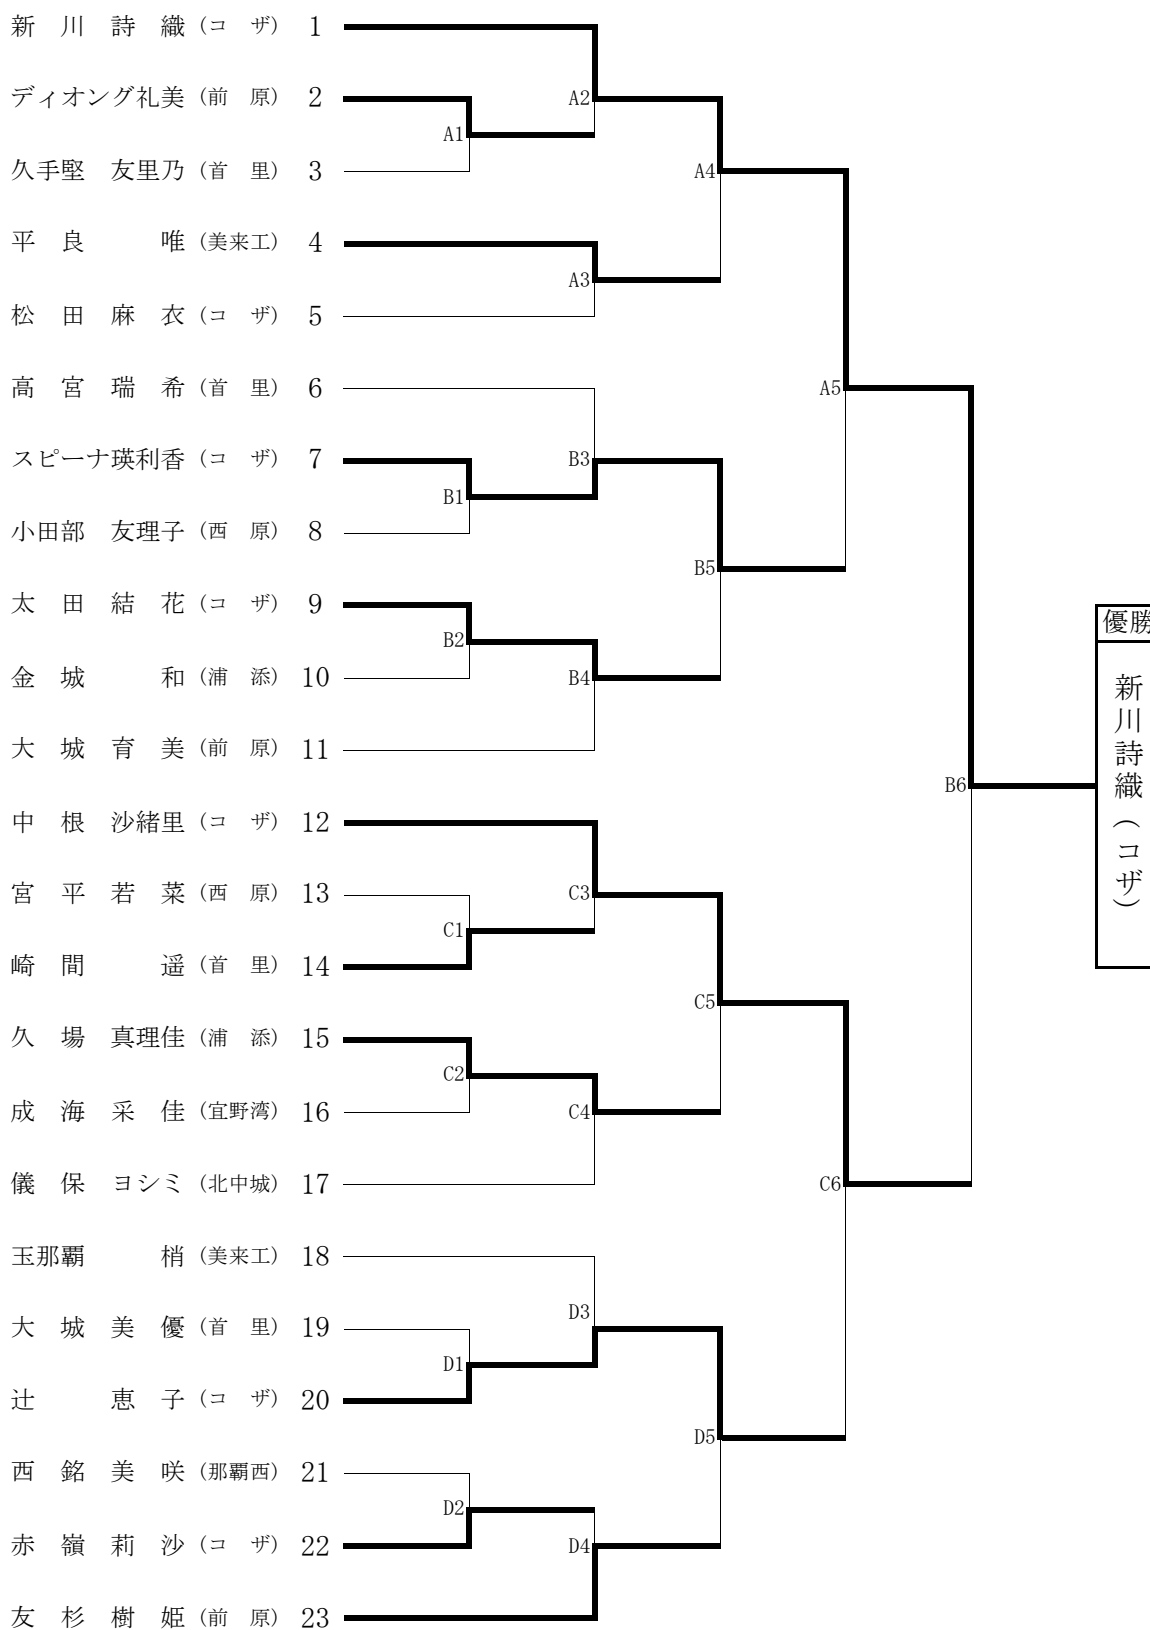 新川詩織（コザ）1
ディオング礼美（前原）2
A2
A1
久手堅　友里乃（首里）3
A4
平良　唯（美来工）4
A3
松田麻衣（コザ）5
高宮瑞希（首里）6
A5
スピーナ瑛利香（コザ）7
B3
B1
小田部　友理子（西原）8
B5
太田結花（コザ）9
優勝
B2
金城　和（浦添）10
B4
新川詩織（コザ）
大城育美（前原）11
B6
中根　沙緒里（コザ）12
宮平若菜（西原）13
C3
C1
崎間　遥（首里）14
C5
久場　真理佳（浦添）15
C2
成海采佳（宜野湾）16
C4
儀保　ヨシミ（北中城）17
C6
玉那覇　梢（美来工）18
D3
大城美優（首里）19
D1
辻　恵子（コザ）20
D5
西銘美咲（那覇西）21
D2
赤嶺莉沙（コザ）22
D4
友杉樹姫（前原）23